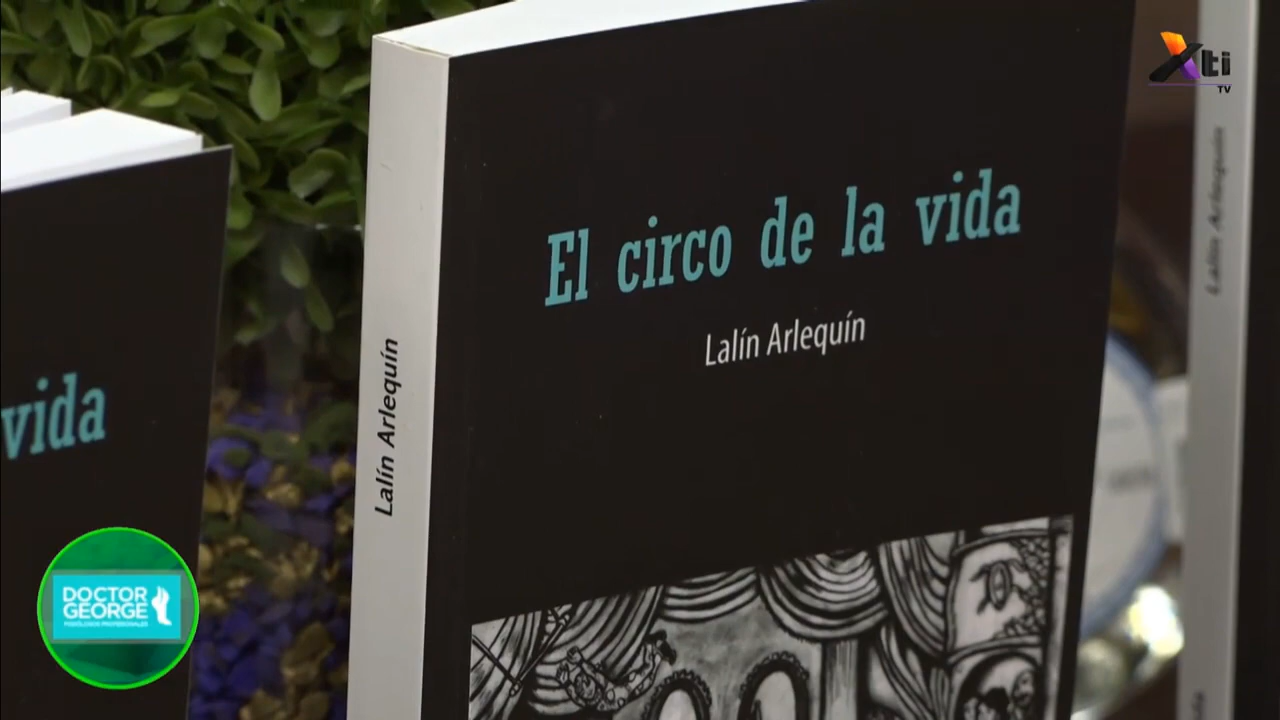 El circo de la vida
Lalín Arlequín
Lalín Arlequín
vida
Lalín Arlequín
Xti
TV
DOCTOR
GEORGE